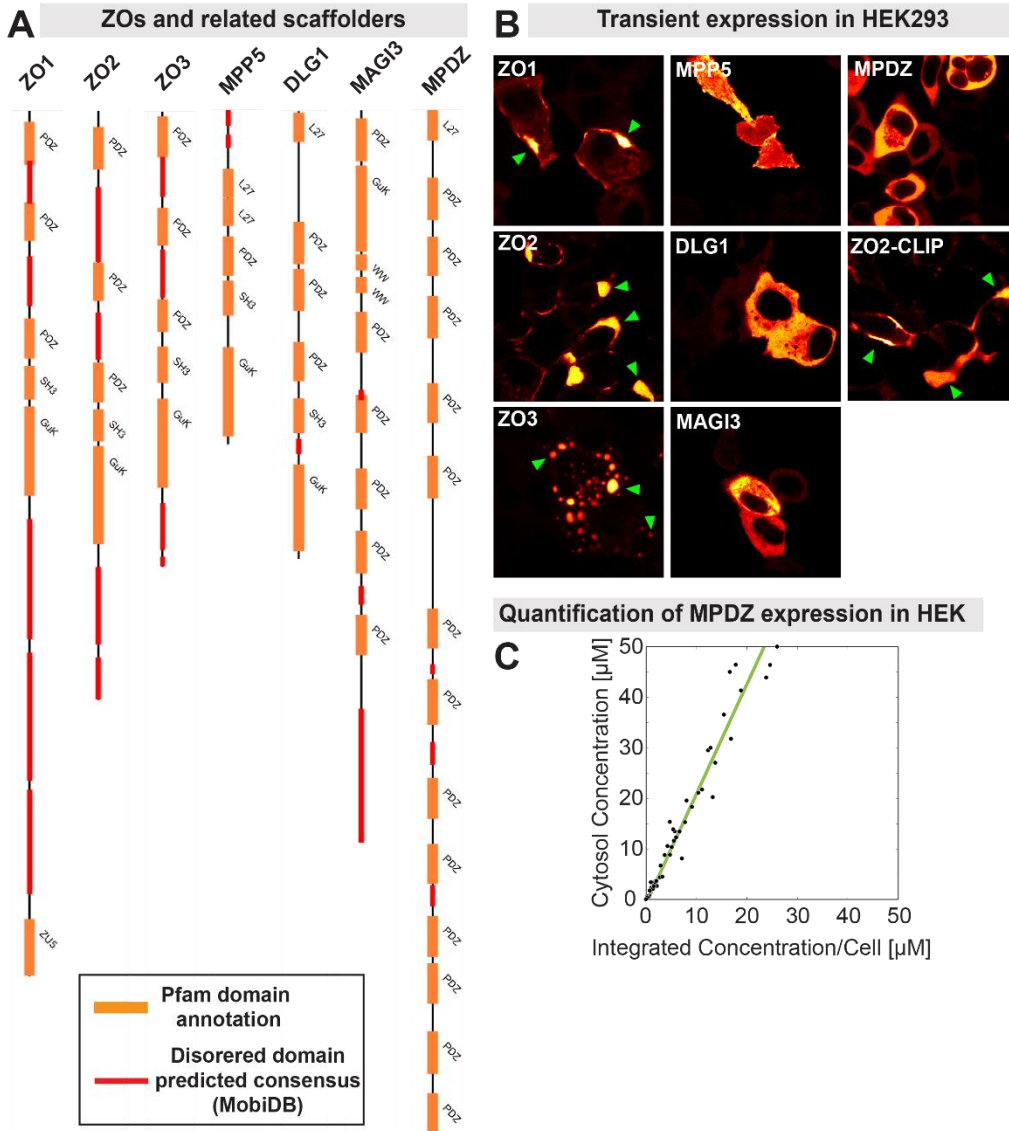 A
ZOs and related scaffolders
ZO1
PDZ
PDZ
PDZ
SH3
GuK
ZU5
ZO2
PDZ
PDZ
PDZ
SH3
GuK
ZO3
PDZ
PDZ
PDZ
SH3
GuK
MPP5
L27
L27
PDZ
SH3
GuK
DLG1
L27
PDZ
PDZ
PDZ
SH3
GuK
MAGI3
PDZ
GuK
WW
WW
PDZ
PDZ
PDZ
PDZ
PDZ
MPDZ
L27
PDZ
PDZ
PDZ
PDZ
PDZ
PDZ
PDZ
PDZ
PDZ
PDZ
PDZ
PDZ
PDZ
Pfam domain
annotation
Disorered domain
predicted consensus
(MobiDB)
B
Transient expression in HEK293
ZO1
MPP5
MPDZ
ZO2
DLG1
ZO2-CLIP
ZO3
MAGI3
Quantification of MPDZ expression in HEK
C
Cytosol Concentration [µM]
50
40
30
20
10
0
0
10
20
30
40
50
Integrated Concentration/Cell [µM]